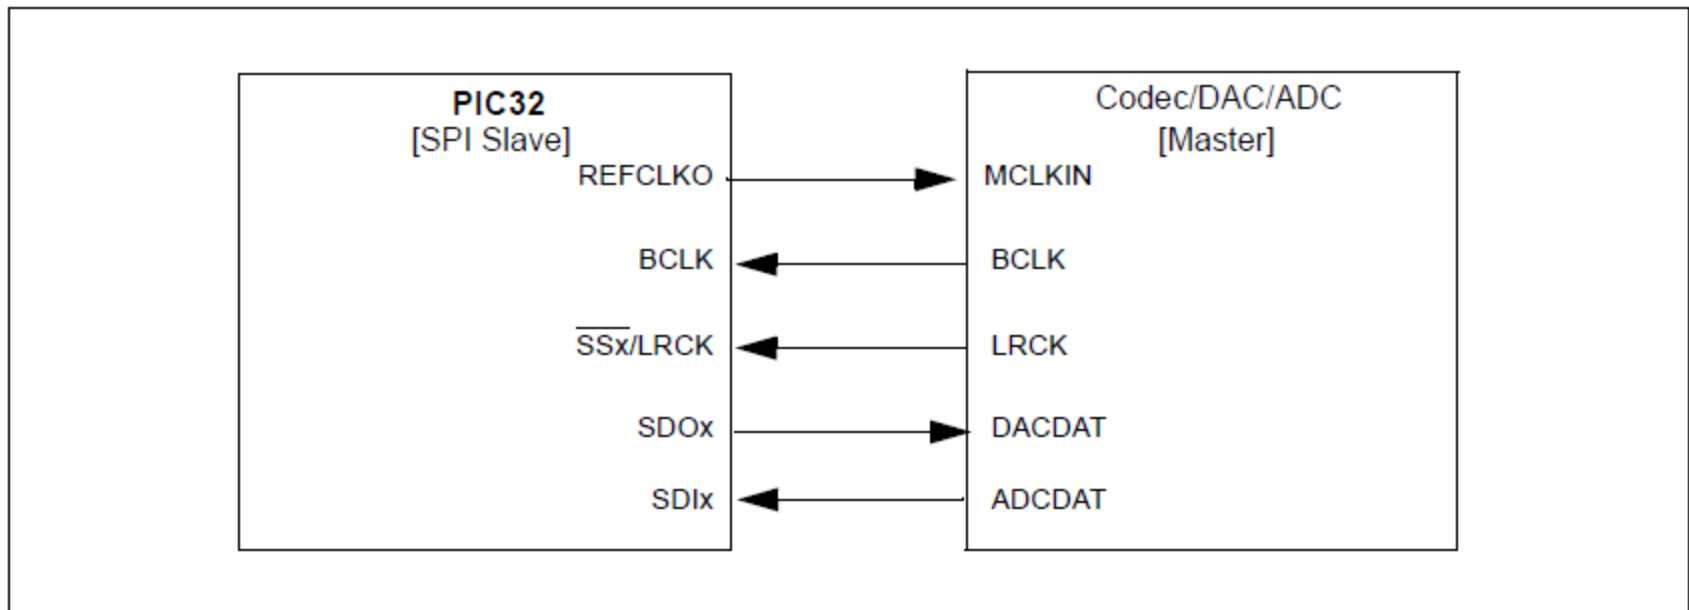 PIC32
[SPI Slave]
REFCLKO
BCLK
SSx/LRCK
SDOx
SDIx
Codec/DAC/ADC
[Master]
MCLKIN
BCLK
LRCK
DACDAT
ADCDAT